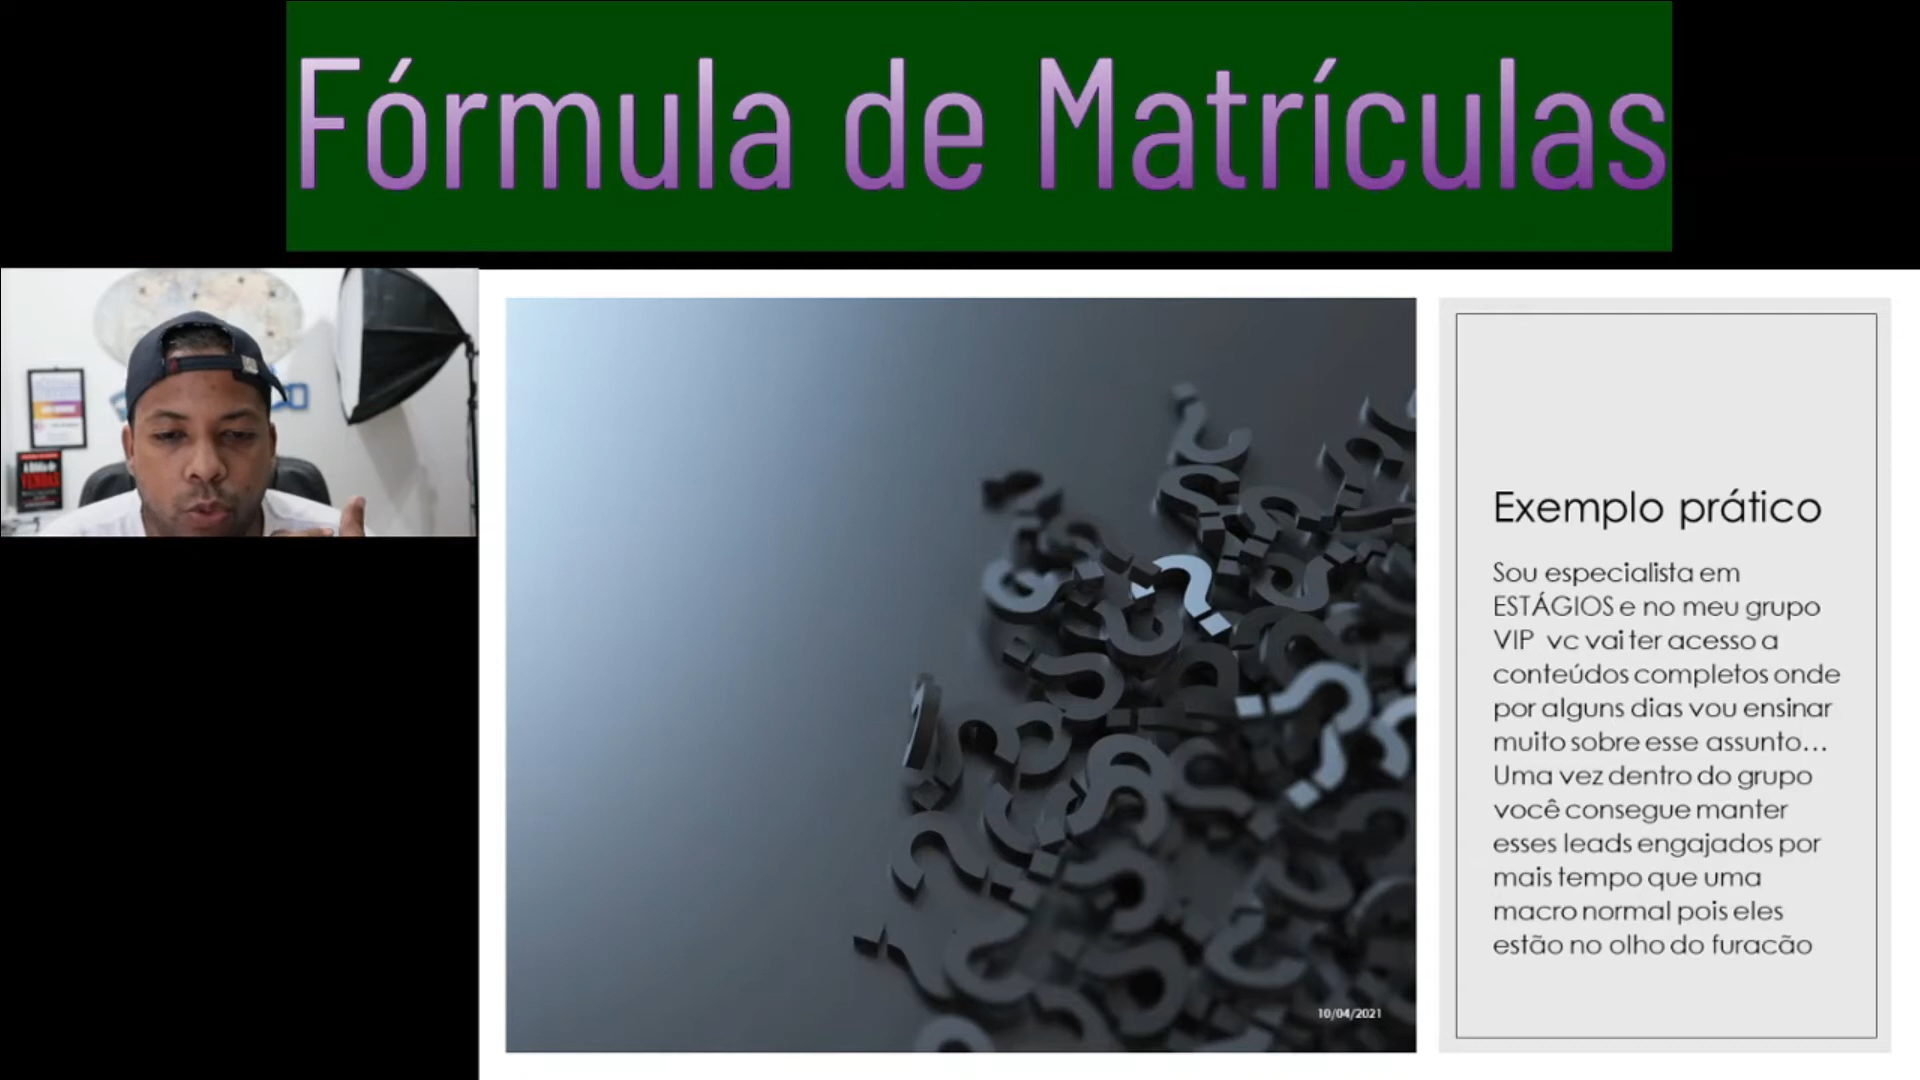 Fórmula de Matrículas
A Bíblia de
VENDAS
10/04/2021
Exemplo prático
Sou especialista em
ESTÁGIOS e no meu grupo
VIP vc vai ter acesso a
conteúdos completos onde
por alguns dias vou ensinar
muito sobre esse assunto...
Uma vez dentro do grupo
você consegue manter
esses leads engajados por
mais tempo que uma
macro normal pois eles
estão no olho do furacão